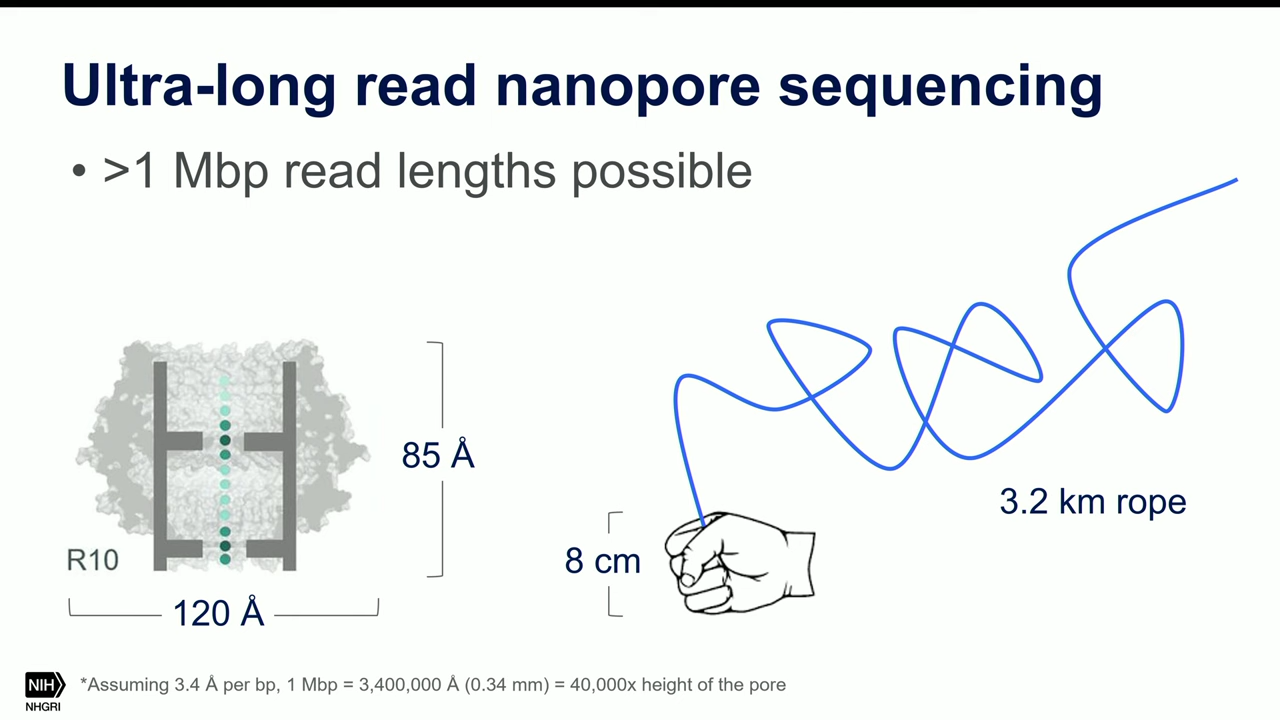 Ultra-long read nanopore sequencing
• >1 Mbp read lengths possible
85 Å
R10
120 Å
8 cm
3.2 km rope
NIH
NHGRI
*Assuming 3.4 Å per bp, 1 Mbp = 3,400,000 Å (0.34 mm) = 40,000x height of the pore